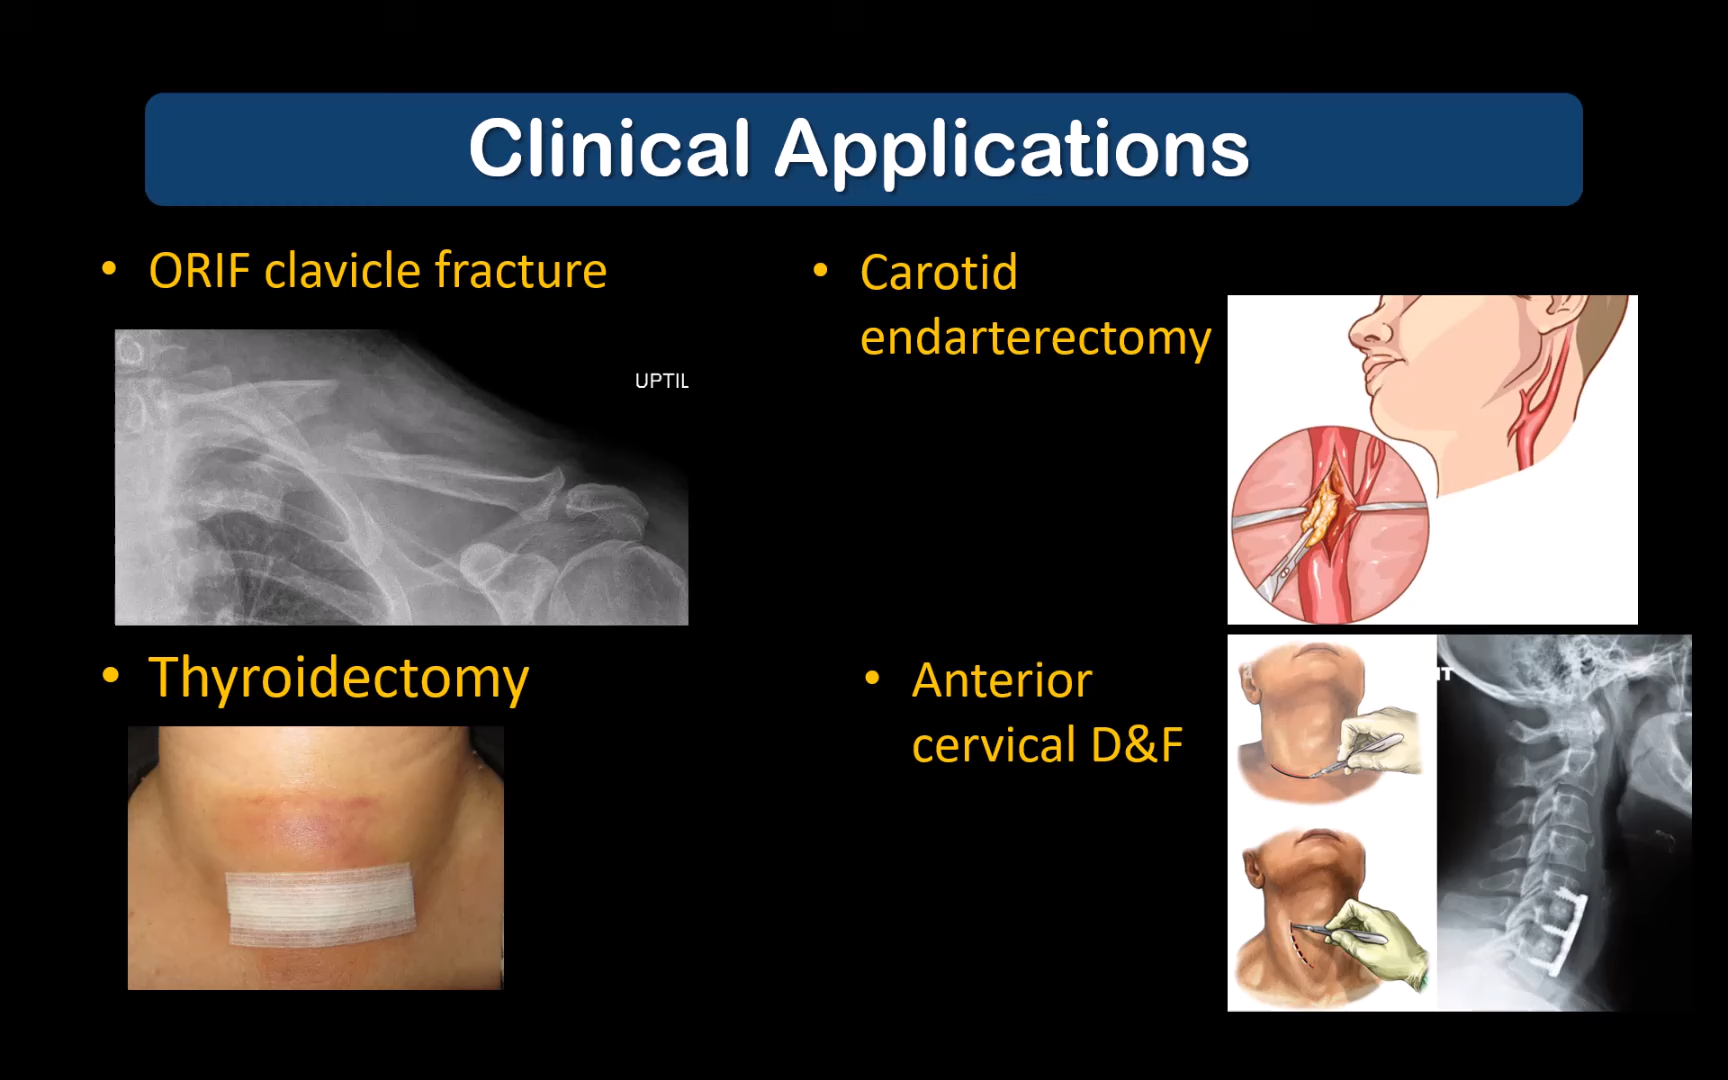 Clinical Applications
• ORIF clavicle fracture
UPTIL
• Carotid
endarterectomy
• Thyroidectomy
• Anterior
cervical D&F